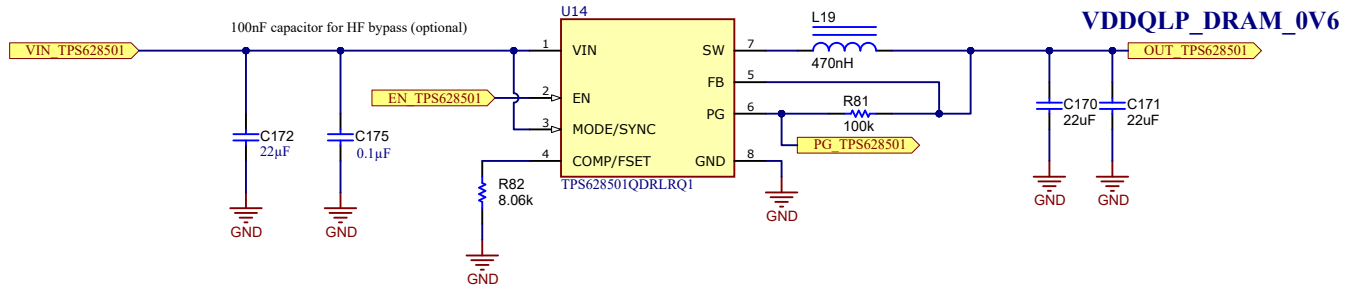 U14
L19
VDDQLP_DRAM_0V6
100nF capacitor for HF bypass (optional)
VIN_TPS628501
1
VIN
SW
7
470nH
OUT_TPS628501
FB
5
EN_TPS628501
2
EN
R81
C170
22uF
C171
22uF
PG
6
100k
C172
22µF
C175
0.1µF
3
MODE/SYNC
PG_TPS628501
4
COMP/FSET
GND
8
R82
8.06k
TPS628501QDRLRQ1
GND
GND
GND
GND
GND
GND